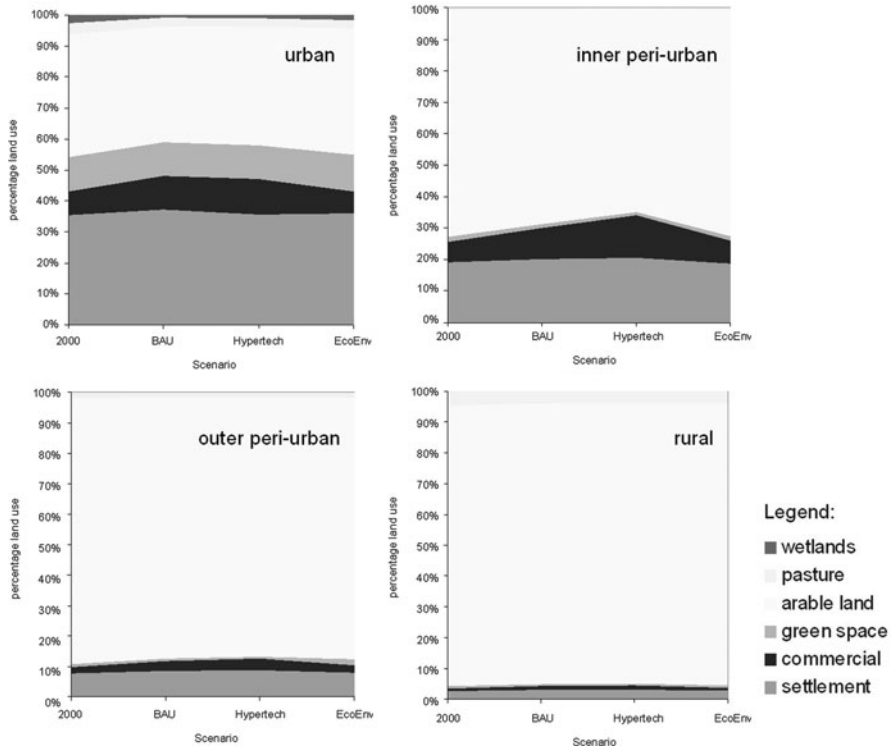 100%
90%
80%
70%
60%
50%
40%
30%
20%
10%
0%
percentage land use
urban
2000 BAU Hypertech EcoEnv
Scenario
100%
90%
80%
70%
60%
50%
40%
30%
20%
10%
0%
percentage land use
inner peri-urban
2000 BAU Hypertech EcoEnv
Scenario
100%
90%
80%
70%
60%
50%
40%
30%
20%
10%
0%
percentage land use
outer peri-urban
2000 BAU Hypertech EcoEnv
Scenario
100%
90%
80%
70%
60%
50%
40%
30%
20%
10%
0%
percentage land use
rural
2000 BAU Hypertech EcoEnv
Scenario
Legend:
wetlands
pasture
arable land
green space
commercial
settlement